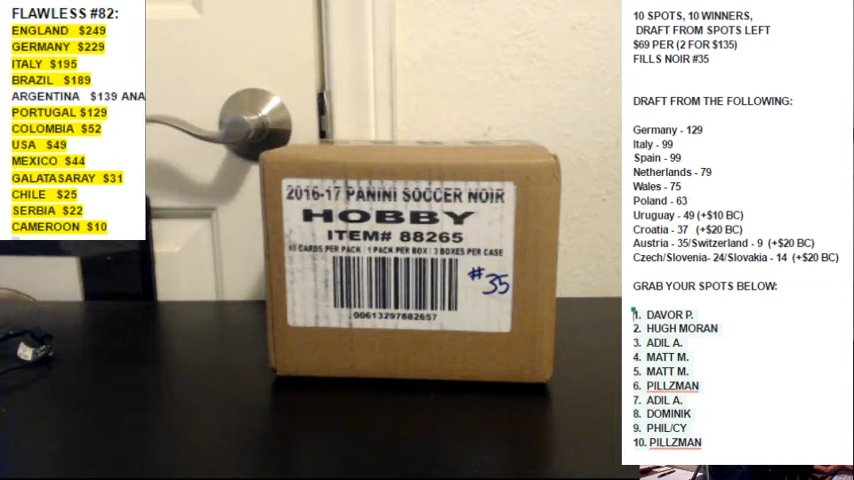 FLAWLESS #82:
ENGLAND $249
GERMANY $229
ITALY $195
BRAZIL $189
ARGENTINA $139 ANA
PORTUGAL $129
COLOMBIA $52
USA $49
MEXICO $44
GALATASARAY $31
CHILE $25
SERBIA $22
CAMEROON $10
2016-17 PANINI SOCCER NOIR
HOBBY
ITEM# 88265
10 CARDS PER PACK / 1 PACK PER BOX / 3 BOXES PER CASE
#35
00613297882657
10 SPOTS, 10 WINNERS,
DRAFT FROM SPOTS LEFT
$69 PER (2 FOR $135)
FILLS NOIR #35
DRAFT FROM THE FOLLOWING:
Germany - 129
Italy - 99
Spain - 99
Netherlands - 79
Wales - 75
Poland - 63
Uruguay - 49 (+$10 BC)
Croatia - 37 (+$20 BC)
Austria - 35/Switzerland - 9 (+$20 BC)
Czech/Slovenia- 24/Slovakia - 14 (+$20 BC)
GRAB YOUR SPOTS BELOW:
1. DAVOR P.
2. HUGH MORAN
3. ADIL A.
4. MATT M.
5. MATT M.
6. PILLZMAN
7. ADIL A.
8. DOMINIK
9. PHIL/CY
10. PILLZMAN